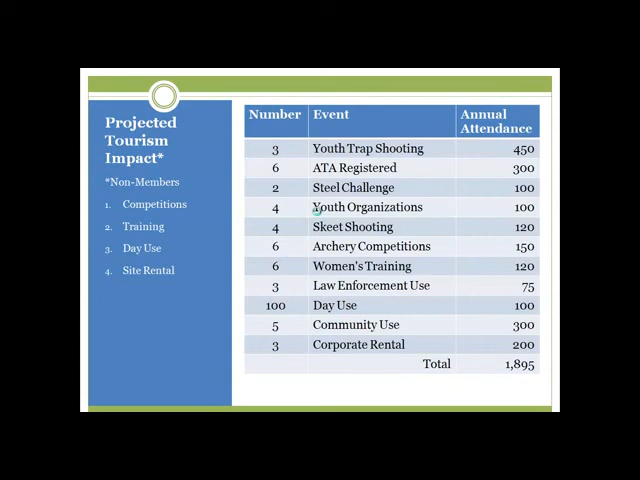 Projected
Tourism
Impact*
*Non-Members
1. Competitions
2. Training
3. Day Use
4. Site Rental
Number Event Annual Attendance
3 Youth Trap Shooting 450
6 ATA Registered 300
2 Steel Challenge 100
4 Youth Organizations 100
4 Skeet Shooting 120
6 Archery Competitions 150
6 Women's Training 120
3 Law Enforcement Use 75
100 Day Use 100
5 Community Use 300
3 Corporate Rental 200
Total 1,895